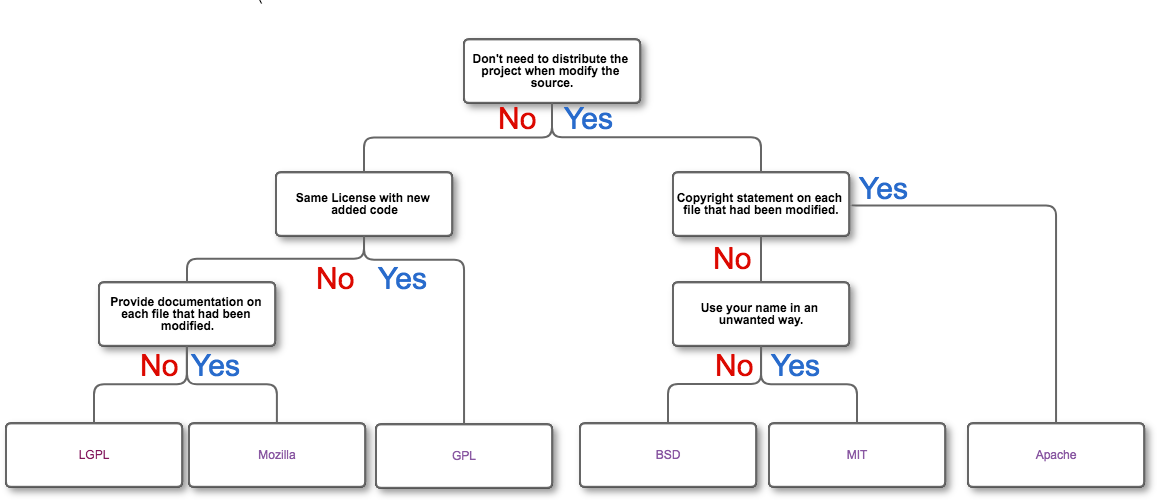 Don't need to distribute the
project when modify the
source.
No Yes
Same License with new
added code
Copyright statement on each
file that had been modified.
Yes
No Yes
No
Provide documentation on
each file that had been
modified.
Use your name in an
unwanted way.
No Yes
No Yes
LGPL
Mozilla
GPL
BSD
MIT
Apache